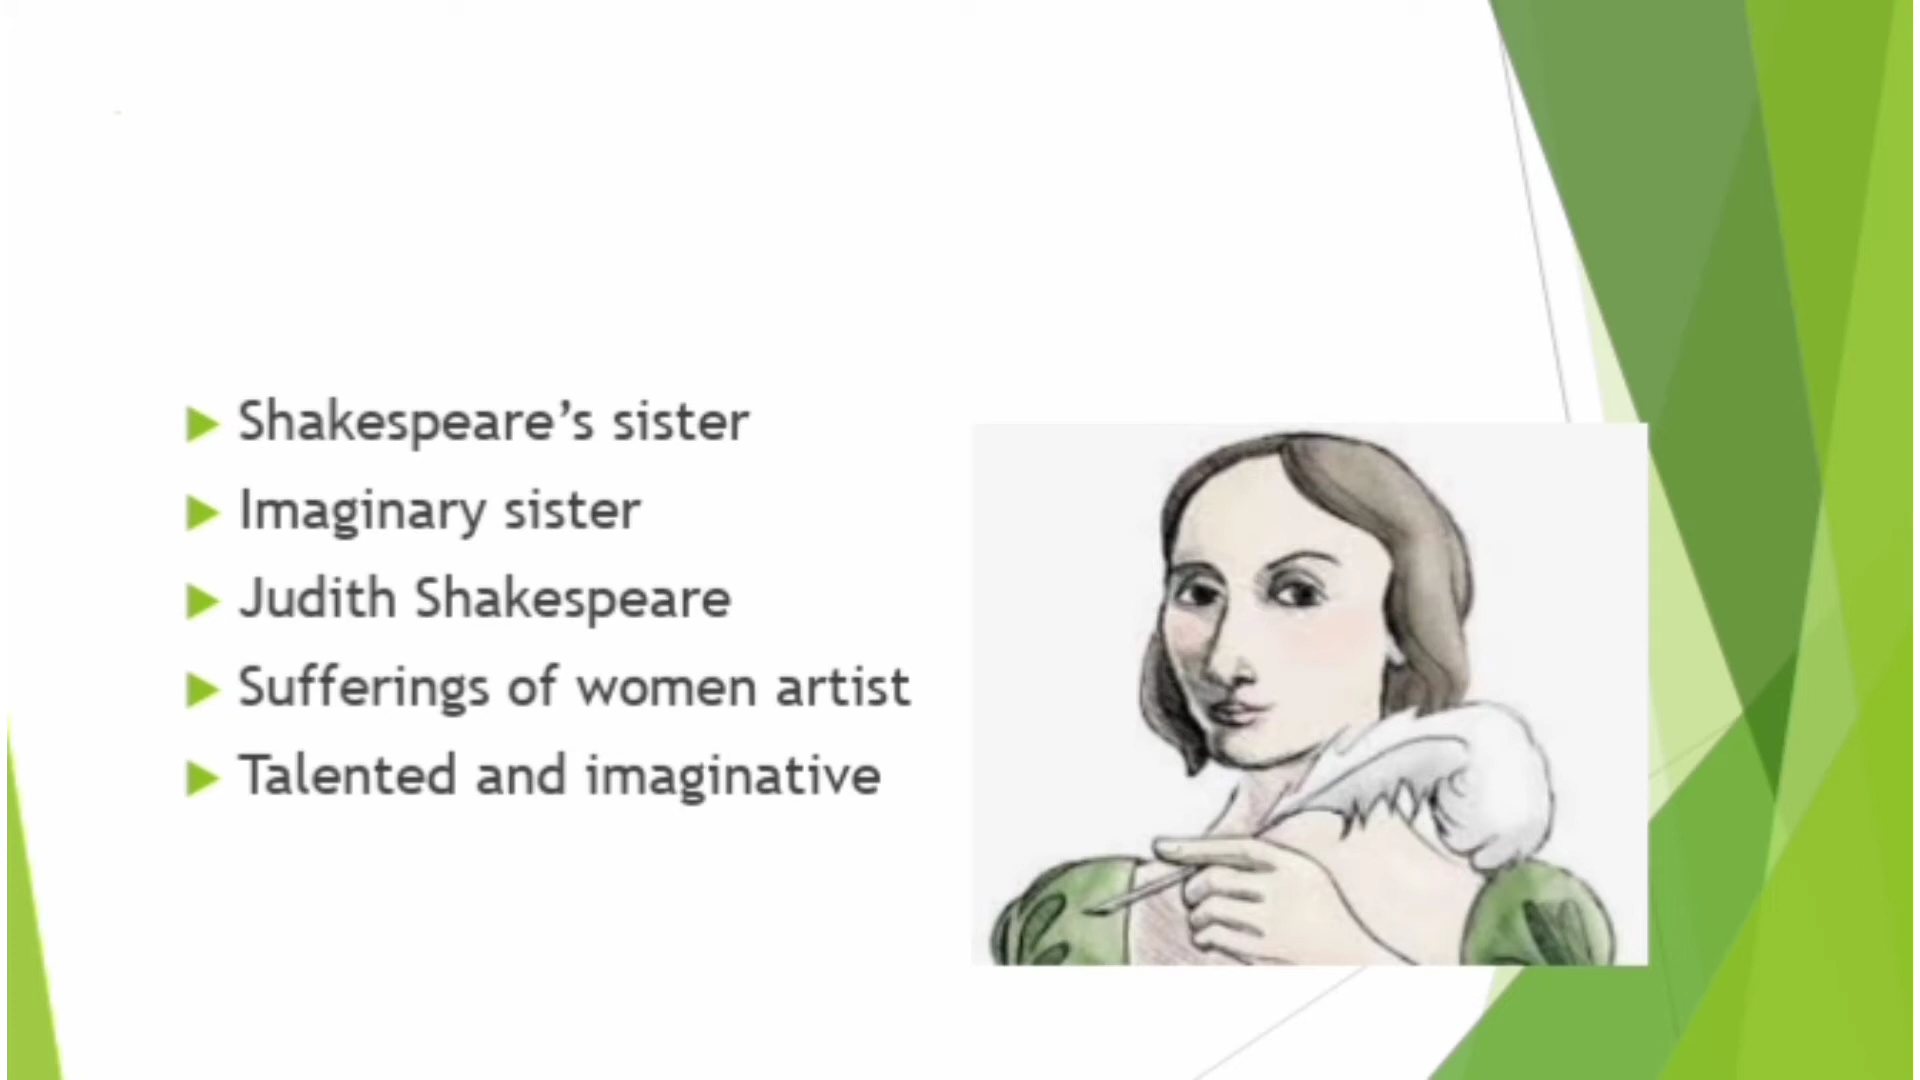 Shakespeare’s sister
Imaginary sister
Judith Shakespeare
Sufferings of women artist
Talented and imaginative